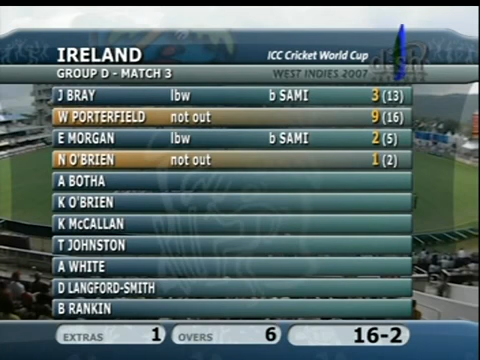 IRELAND
ICC Cricket World Cup
GROUP D - MATCH 3
WEST INDIES 2007
J BRAY lbw b SAMI 3 (13)
W PORTERFIELD not out 9 (16)
E MORGAN lbw b SAMI 2 (5)
N O'BRIEN not out 1 (2)
A BOTHA
K O'BRIEN
K McCALLAN
T JOHNSTON
A WHITE
D LANGFORD-SMITH
B RANKIN
EXTRAS 1 OVERS 6 16-2